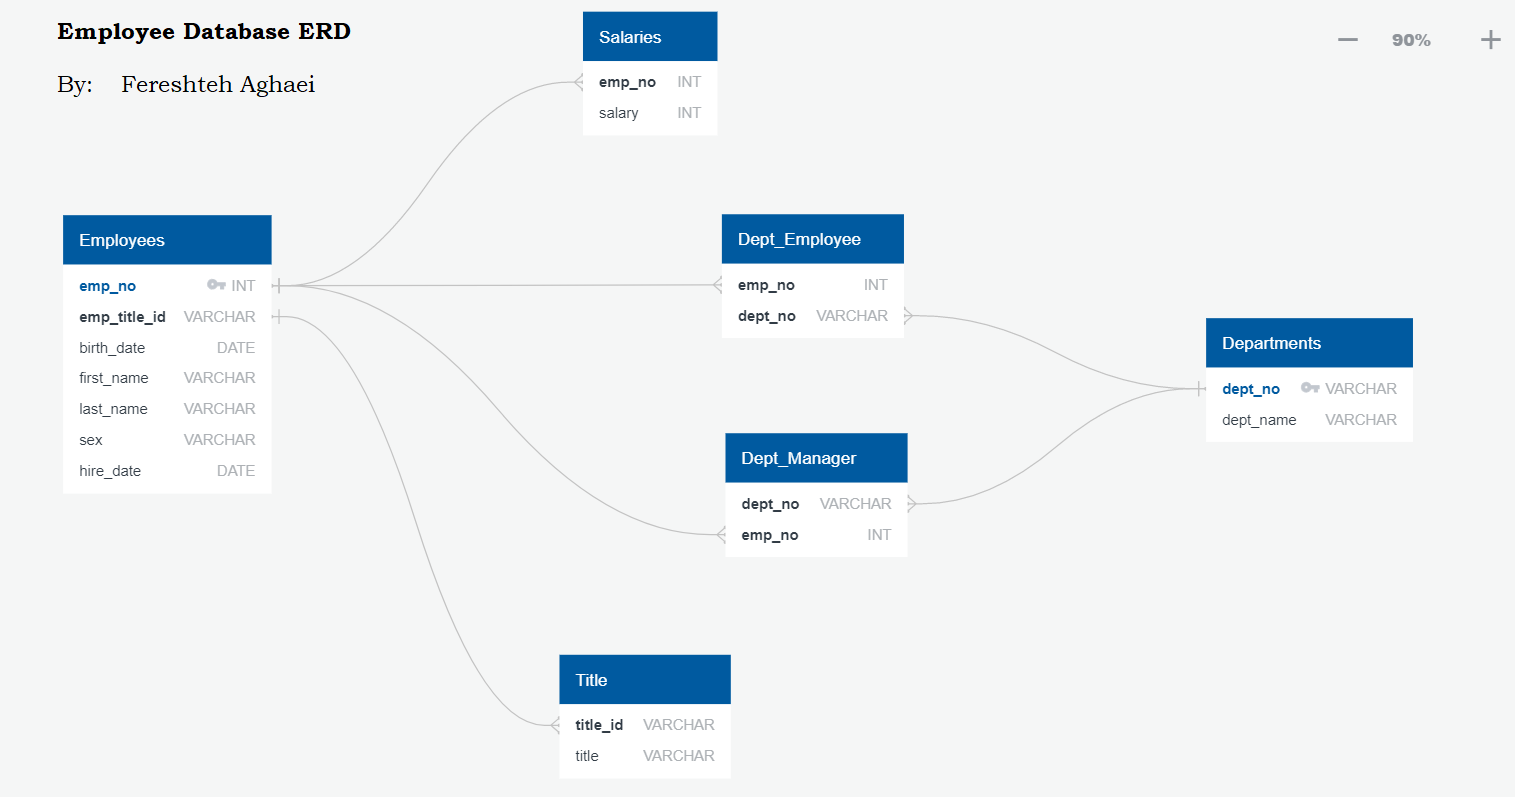 Employee Database ERD
By: Fereshteh Aghaei
90%
Salaries
emp_no INT
salary INT
Employees
emp_no INT
emp_title_id VARCHAR
birth_date DATE
first_name VARCHAR
last_name VARCHAR
sex VARCHAR
hire_date DATE
Dept_Employee
emp_no INT
dept_no VARCHAR
Departments
dept_no VARCHAR
dept_name VARCHAR
Dept_Manager
dept_no VARCHAR
emp_no INT
Title
title_id VARCHAR
title VARCHAR